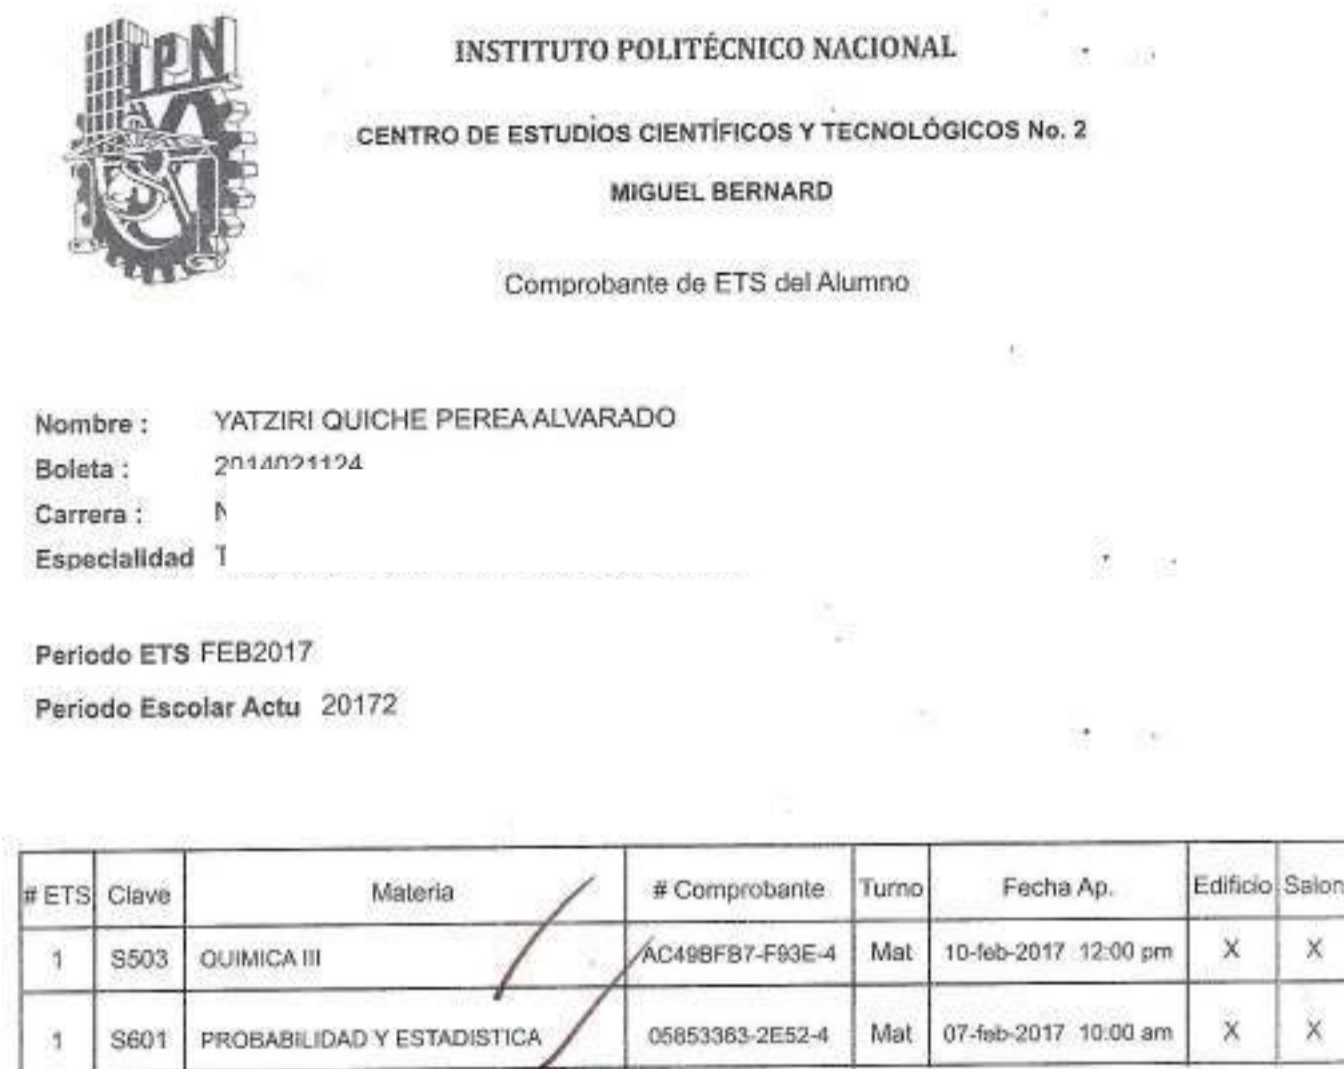 IPN
INSTITUTO POLITÉCNICO NACIONAL
CENTRO DE ESTUDIOS CIENTÍFICOS Y TECNOLÓGICOS No. 2
MIGUEL BERNARD
Comprobante de ETS del Alumno
Nombre : YATZIRI QUICHE PEREA ALVARADO
Boleta : 2014021124
Carrera : N
Especialidad T
Periodo ETS FEB2017
Periodo Escolar Actu 20172
# ETS Clave Materia # Comprobante Turno Fecha Ap. Edificio Salon
1 S503 QUIMICA III AC49BFB7-F93E-4 Mat 10-feb-2017 12:00 pm X X
1 S601 PROBABILIDAD Y ESTADISTICA 05853363-2E52-4 Mat 07-feb-2017 10:00 am X X